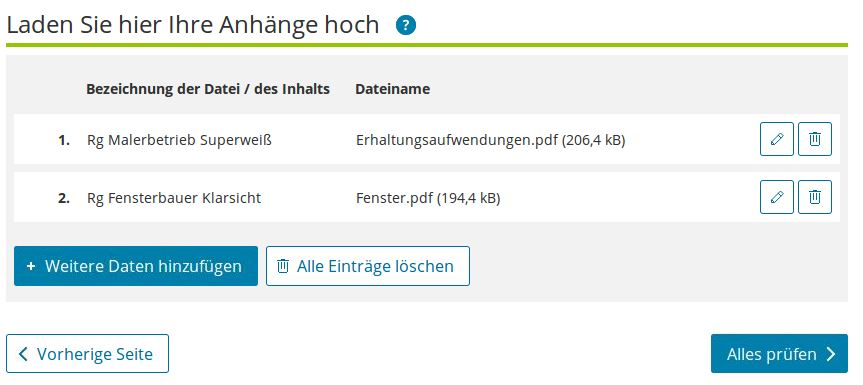 Laden Sie hier Ihre Anhänge hoch ?
Bezeichnung der Datei / des Inhalts Dateiname
1. Rg Malerbetrieb Superweiß Erhaltungsaufwendungen.pdf (206,4 kB)
2. Rg Fensterbauer Klarsicht Fenster.pdf (194,4 kB)
+ Weitere Daten hinzufügen Alle Einträge löschen
Vorherige Seite Alles prüfen